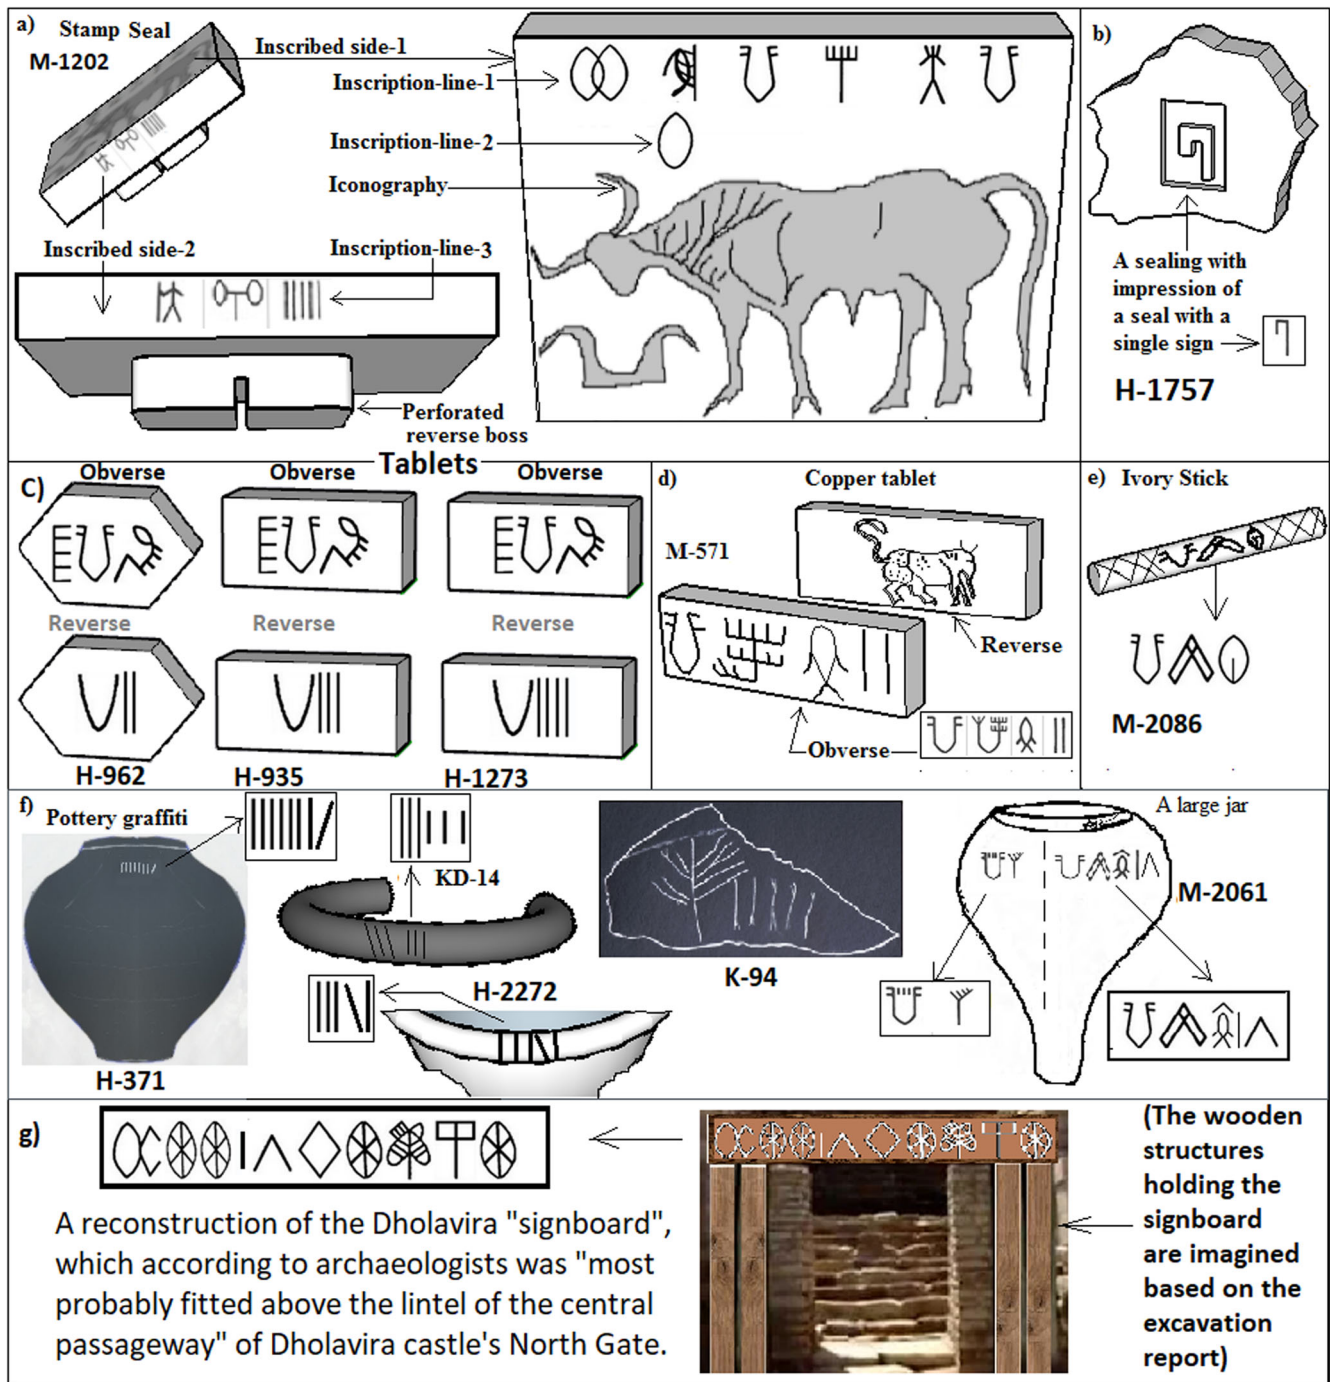 a)
Stamp Seal
M-1202
Inscribed side-1
Inscription-line-1
Inscription-line-2
Iconography
Inscribed side-2
Inscription-line-3
Perforated
reverse boss
b)
A sealing with
impression of
a seal with a
single sign
H-1757
Tablets
C)
Obverse
Obverse
Obverse
Reverse
Reverse
Reverse
H-962
H-935
H-1273
d)
Copper tablet
M-571
Reverse
Obverse
e)
Ivory Stick
M-2086
f)
Pottery graffiti
H-371
KD-14
H-2272
K-94
A large jar
M-2061
g)
A reconstruction of the Dholavira "signboard",
which according to archaeologists was "most
probably fitted above the lintel of the central
passageway" of Dholavira castle's North Gate.
(The wooden
structures
holding the
signboard
are imagined
based on the
excavation
report)